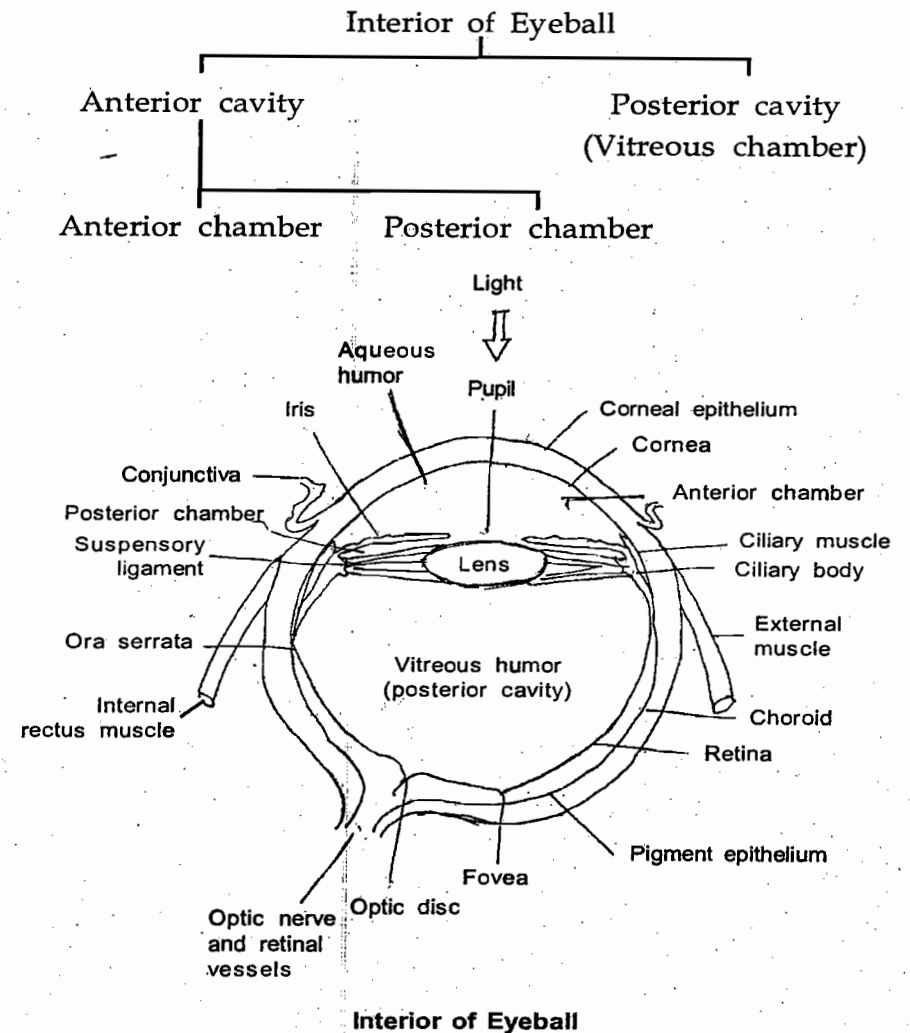 Interior of Eyeball
Anterior cavity
Posterior cavity
(Vitreous chamber)
Anterior chamber
Posterior chamber
Light
Aqueous
humor
Pupil
Iris
Corneal epithelium
Cornea
Conjunctiva
Anterior chamber
Posterior chamber
Suspensory
ligament
Lens
Ciliary muscle
Ciliary body
Ora serrata
External
muscle
Vitreous humor
(posterior cavity)
Internal
rectus muscle
Choroid
Retina
Pigment epithelium
Fovea
Optic disc
Optic nerve
and retinal
vessels
Interior of Eyeball